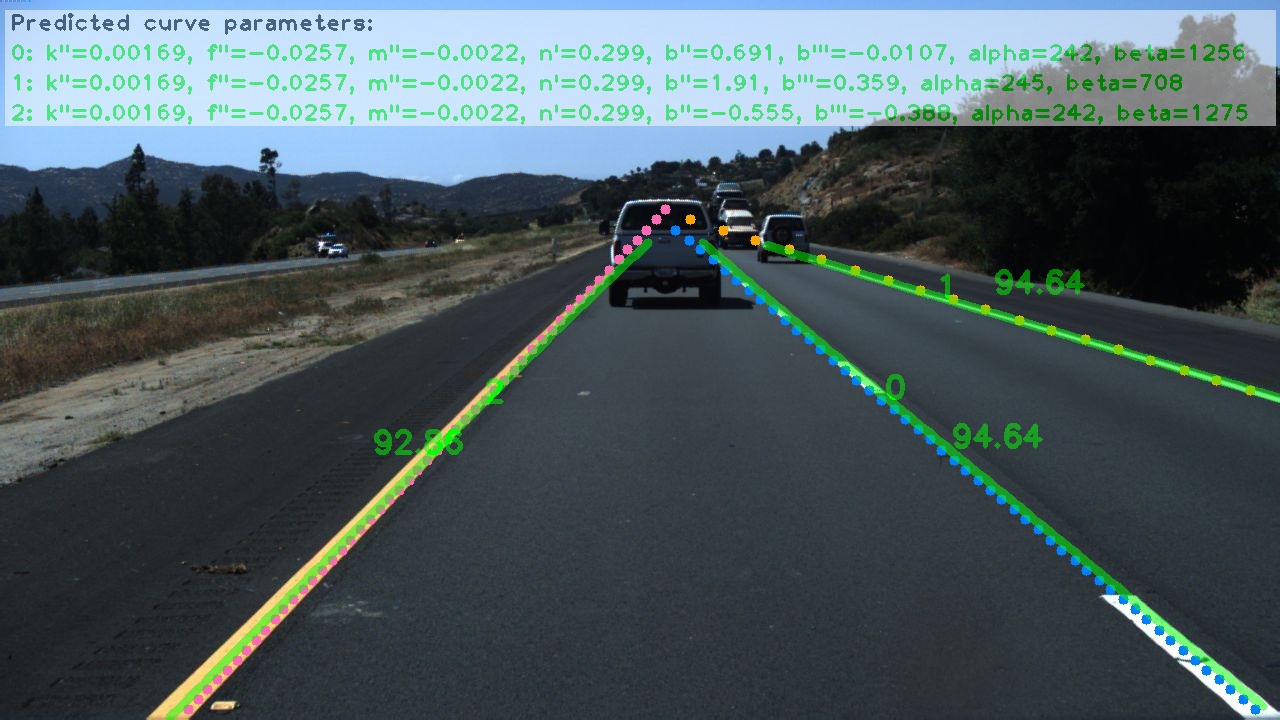 Predicted curve parameters:
0: k''=0.00169, f''=-0.0257, m''=-0.0022, n'=0.299, b''=0.691, b'''=-0.0107, alpha=242, beta=1256
1: k''=0.00169, f''=-0.0257, m''=-0.0022, n'=0.299, b''=1.91, b'''=0.359, alpha=245, beta=708
2: k''=0.00169, f''=-0.0257, m''=-0.0022, n'=0.299, b''=-0.555, b'''=-0.388, alpha=242, beta=1275
1 94.64
2 0
92.86 94.64